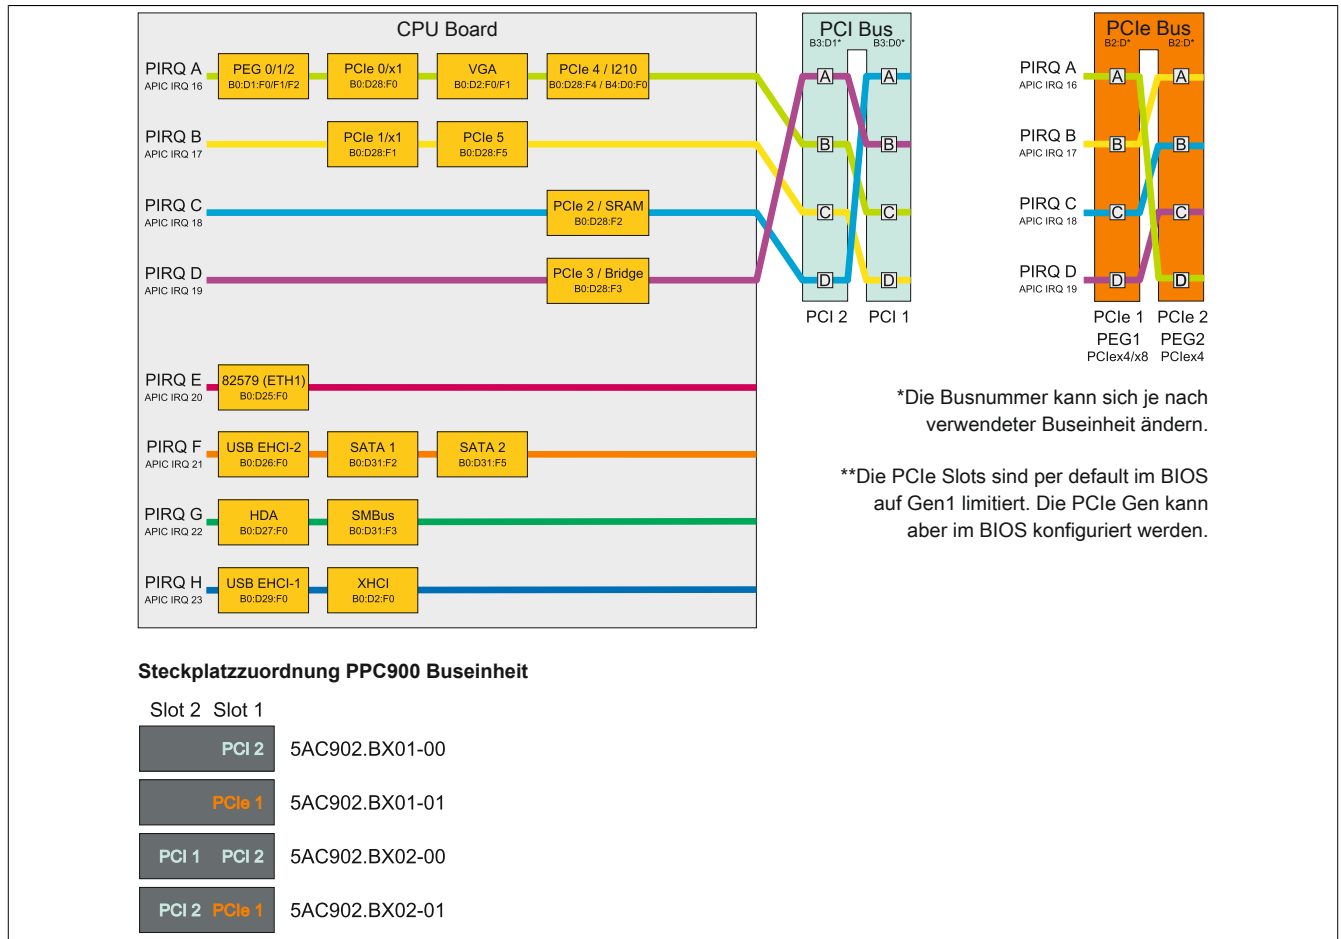 CPU Board
PCI Bus
B3:D1* B3:D0*
PCIe Bus
B2:D* B2:D*
PIRQ A
APIC IRQ 16
PEG 0/1/2
B0:D1:F0/F1/F2
PCIe 0/x1
B0:D28:F0
VGA
B0:D2:F0/F1
PCIe 4 / I210
B0:D28:F4 / B4:D0:F0
A A
PIRQ A
APIC IRQ 16
A A
PIRQ B
APIC IRQ 17
PCIe 1/x1
B0:D28:F1
PCIe 5
B0:D28:F5
B B
PIRQ B
APIC IRQ 17
B B
PIRQ C
APIC IRQ 18
PCIe 2 / SRAM
B0:D28:F2
C C
PIRQ C
APIC IRQ 18
C C
PIRQ D
APIC IRQ 19
PCIe 3 / Bridge
B0:D28:F3
D D
PIRQ D
APIC IRQ 19
D D
PCI 2 PCI 1
PCIe 1 PCIe 2
PEG1 PEG2
PCIex4/x8 PCIex4
PIRQ E
APIC IRQ 20
82579 (ETH1)
B0:D25:F0
PIRQ F
APIC IRQ 21
USB EHCI-2
B0:D26:F0
SATA 1
B0:D31:F2
SATA 2
B0:D31:F5
PIRQ G
APIC IRQ 22
HDA
B0:D27:F0
SMBus
B0:D31:F3
PIRQ H
APIC IRQ 23
USB EHCI-1
B0:D29:F0
XHCI
B0:D2:F0
*Die Busnummer kann sich je nach
verwendeter Buseinheit ändern.
**Die PCIe Slots sind per default im BIOS
auf Gen1 limitiert. Die PCIe Gen kann
aber im BIOS konfiguriert werden.
Steckplatzzuordnung PPC900 Buseinheit
Slot 2 Slot 1
PCI 2 5AC902.BX01-00
PCIe 1 5AC902.BX01-01
PCI 1 PCI 2 5AC902.BX02-00
PCI 2 PCIe 1 5AC902.BX02-01